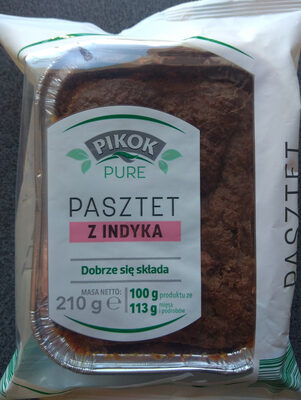 PIKOK
PURE
PASZTET
Z INDYKA
Dobrze się składa
MASA NETTO:
210 g e
100 g produktu ze
113 g mięsa i podrobów
PASZTET